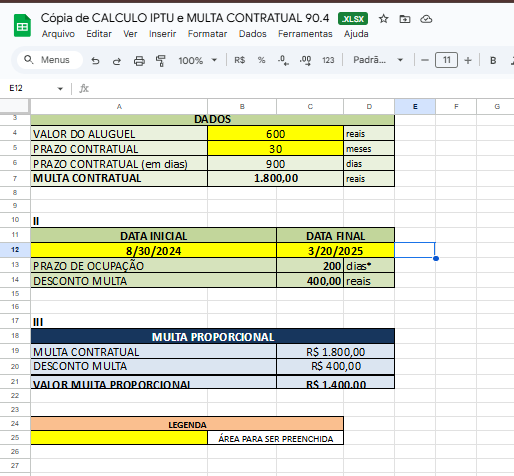 Cópia de CALCULO IPTU e MULTA CONTRATUAL 90.4 .XLSX
Arquivo Editar Ver Inserir Formatar Dados Ferramentas Ajuda
Menus 100% R$ % .0 .00 123 Padrã... − 11 + B
E12 fx
A B C D E F G
3 DADOS
4 VALOR DO ALUGUEL 600 reais
5 PRAZO CONTRATUAL 30 meses
6 PRAZO CONTRATUAL (em dias) 900 dias
7 MULTA CONTRATUAL 1.800,00 reais
8
9
10 II
11 DATA INICIAL DATA FINAL
12 8/30/2024 3/20/2025
13 PRAZO DE OCUPAÇÃO 200 dias*
14 DESCONTO MULTA 400,00 reais
15
16
17 III
18 MULTA PROPORCIONAL
19 MULTA CONTRATUAL R$ 1.800,00
20 DESCONTO MULTA R$ 400,00
21 VALOR MULTA PROPORCIONAL R$ 1.400,00
22
23
24 LEGENDA
25 ÁREA PARA SER PREENCHIDA
26
27